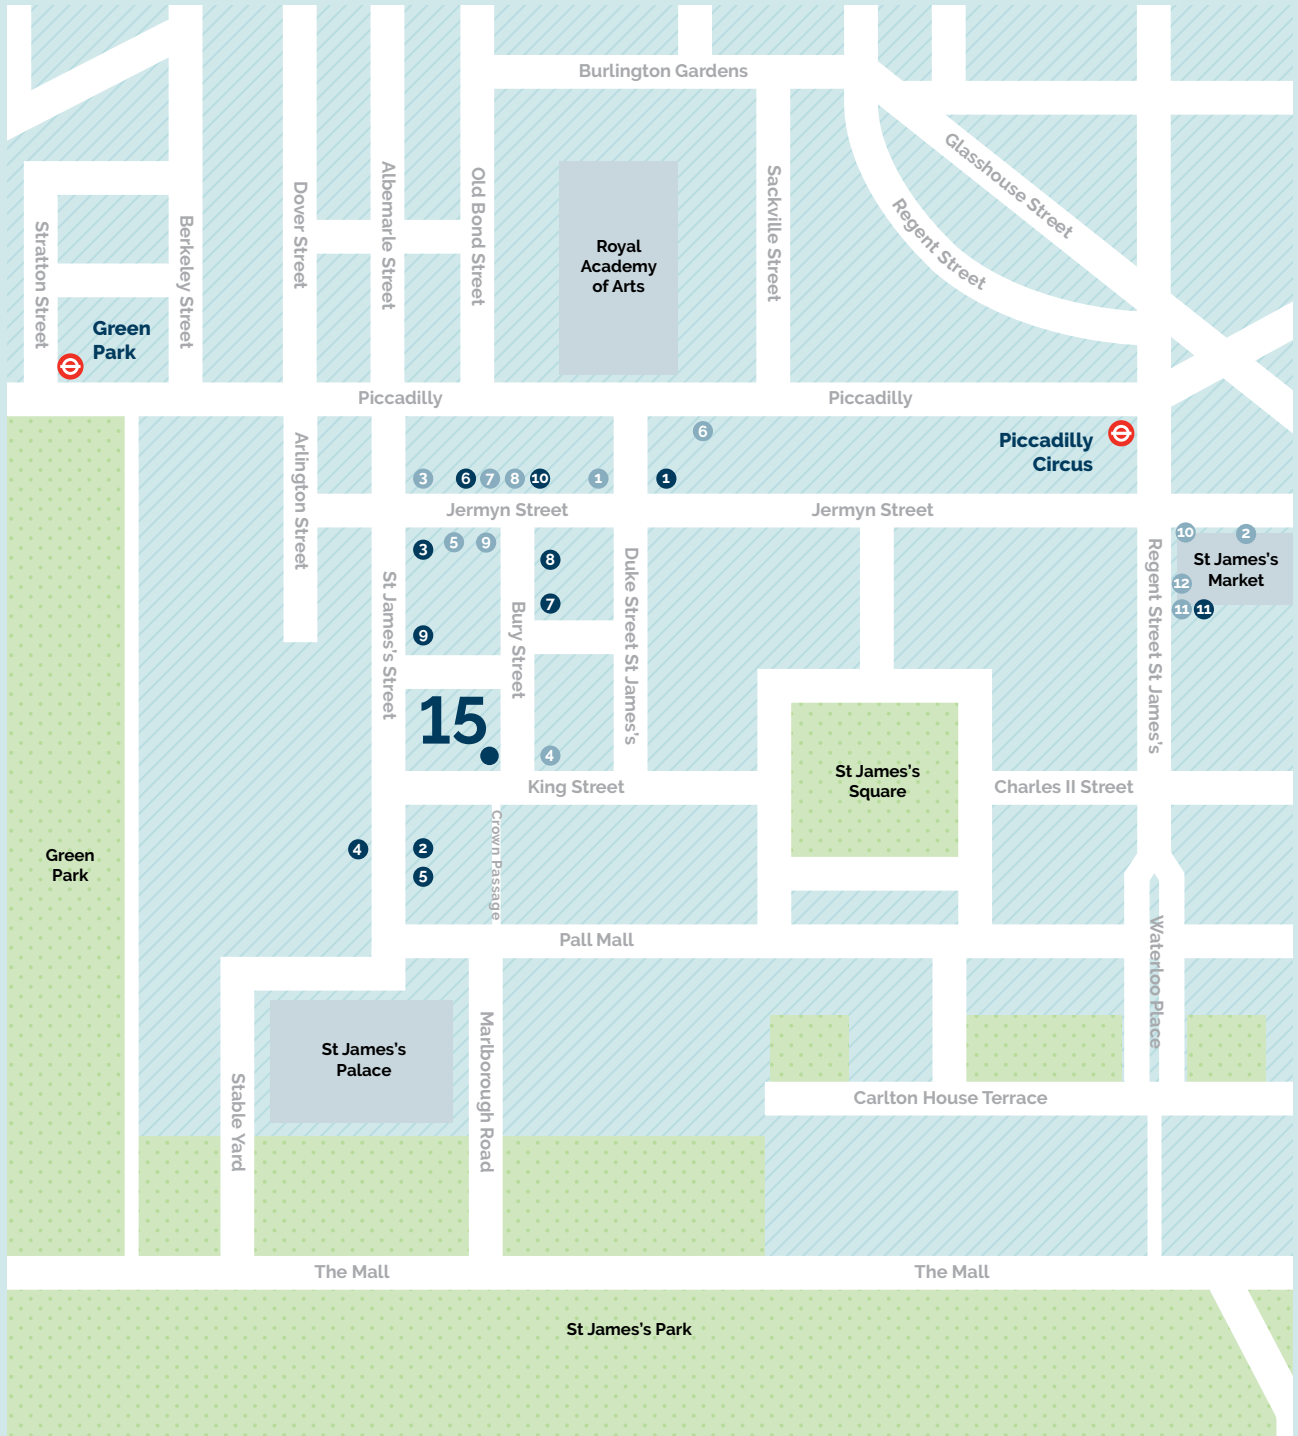 Burlington Gardens
Glasshouse Street
Regent Street
Sackville Street
Old Bond Street
Albemarle Street
Dover Street
Berkeley Street
Stratton Street
Royal
Academy
of Arts
Green
Park
Piccadilly
Piccadilly
Arlington Street
6
Piccadilly
Circus
3
6
7
8
10
1
1
Jermyn Street
Jermyn Street
10
2
St James's
Market
12
11
11
3
5
9
8
7
9
St James's Street
Bury Street
Duke Street St James's
Regent Street St James's
15
4
St James's
Square
King Street
Charles II Street
Crown Passage
4
2
5
Green
Park
Pall Mall
Waterloo Place
St James's
Palace
Marlborough Road
Stable Yard
Carlton House Terrace
The Mall
The Mall
St James's Park